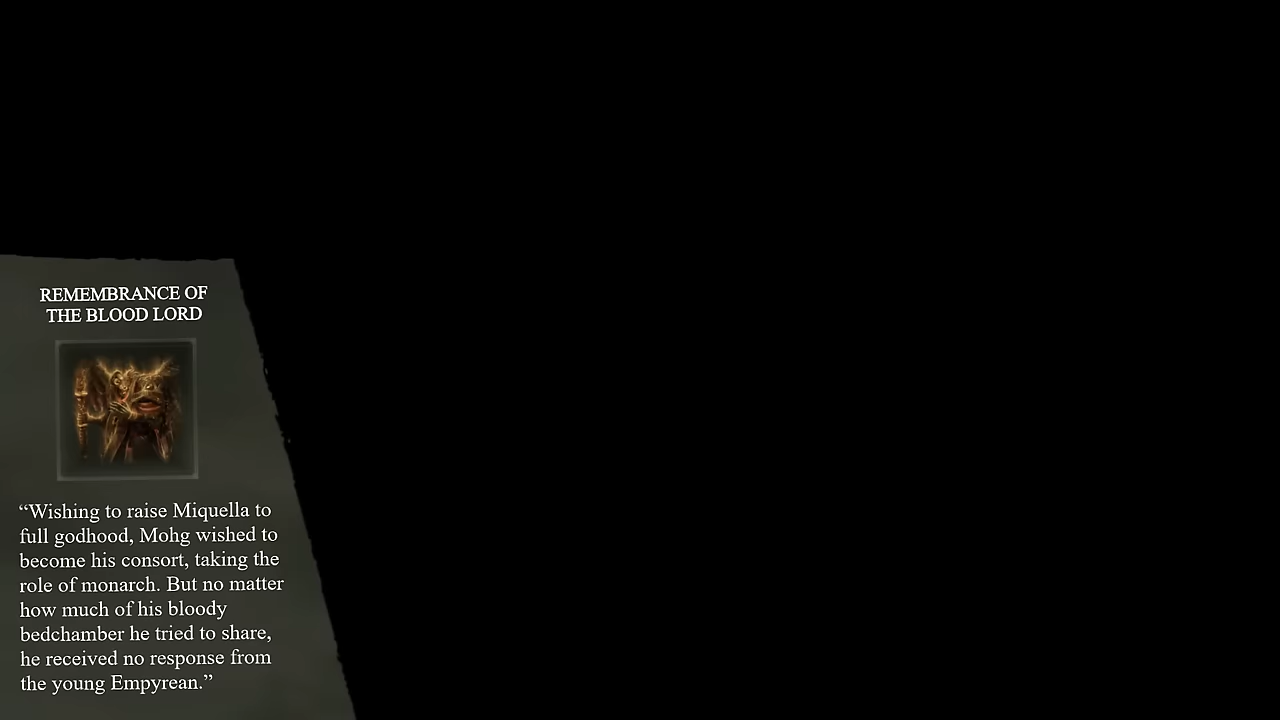 REMEMBRANCE OF
THE BLOOD LORD
“Wishing to raise Miquella to
full godhood, Mohg wished to
become his consort, taking the
role of monarch. But no matter
how much of his bloody
bedchamber he tried to share,
he received no response from
the young Empyrean.”